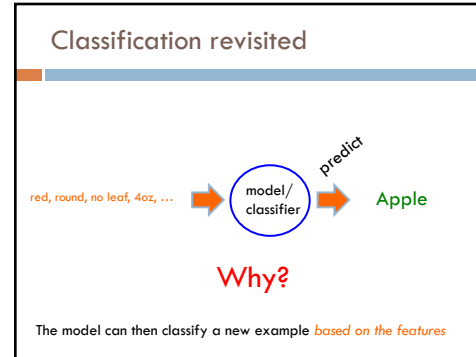 Classification revisited
predict
red, round, no leaf, 4oz, …
model/
classifier
Apple
Why?
The model can then classify a new example based on the features